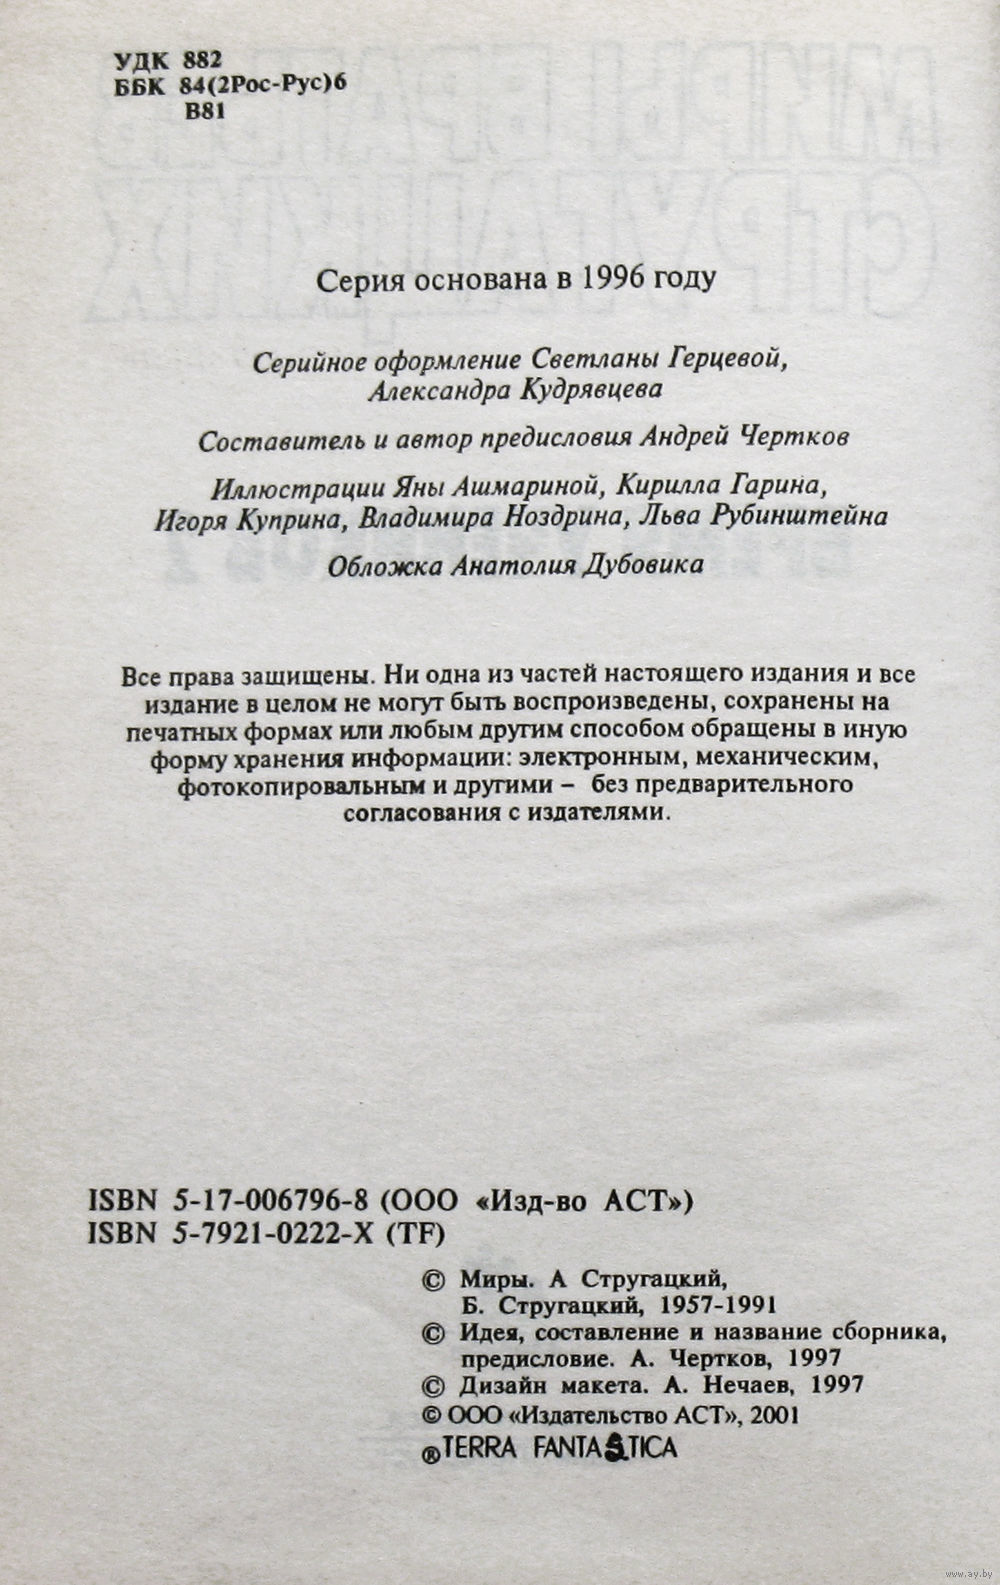 УДК 882
ББК 84(2Рос-Рус)6
В81
Серия основана в 1996 году
Серийное оформление Светланы Герцевой,
Александра Кудрявцева
Составитель и автор предисловия Андрей Чертков
Иллюстрации Яны Ашмариной, Кирилла Гарина,
Игоря Куприна, Владимира Ноздрина, Льва Рубинштейна
Обложка Анатолия Дубовика
Все права защищены. Ни одна из частей настоящего издания и все
издание в целом не могут быть воспроизведены, сохранены на
печатных формах или любым другим способом обращены в иную
форму хранения информации: электронным, механическим,
фотокопировальным и другими – без предварительного
согласования с издателями.
ISBN 5-17-006796-8 (ООО «Изд-во АСТ»)
ISBN 5-7921-0222-X (TF)
© Миры. А Стругацкий,
Б. Стругацкий, 1957-1991
© Идея, составление и название сборника,
предисловие. А. Чертков, 1997
© Дизайн макета. А. Нечаев, 1997
© ООО «Издательство АСТ», 2001
® TERRA FANTASTICA
www.ay.by